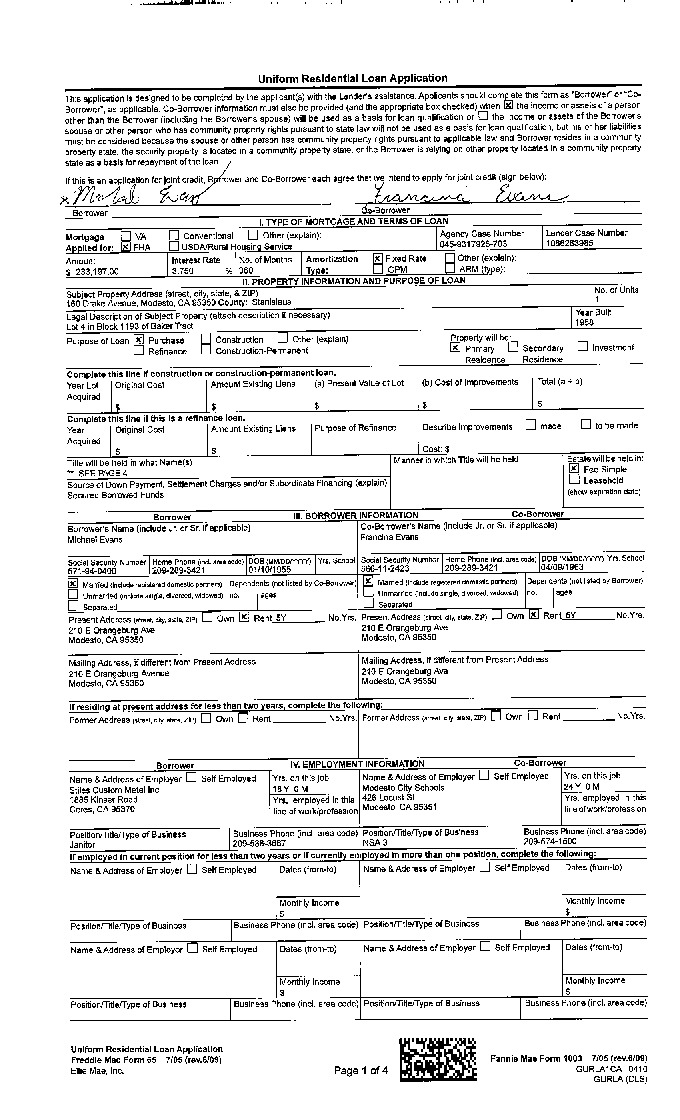 Uniform Residential Loan Application
This application is designed to be completed by the applicant(s) with the Lender's assistance. Applicants should complete this form as "Borrower" or "Co-
Borrower", as applicable. Co-Borrower information must also be provided (and the appropriate box checked) when ☒ the income or assets of a person
other than the Borrower (including the Borrower's spouse) will be used as a basis for loan qualification or ☐ the income or assets of the Borrower's
spouse or other person who has community property rights pursuant to state law will not be used as a basis for loan qualification, but his or her liabilities
must be considered because the spouse or other person has community property rights pursuant to applicable law and Borrower resides in a community
property state, the security property is located in a community property state, or the Borrower is relying on other property located in a community property
state as a basis for repayment of the loan
If this is an application for joint credit, Borrower and Co-Borrower each agree that we intend to apply for joint credit (sign below):
Francina Evans
Borrower Co-Borrower
I. TYPE OF MORTGAGE AND TERMS OF LOAN
Mortgage ☐ VA ☐ Conventional ☐ Other (explain): Agency Case Number Lender Case Number
Applied for: ☒ FHA ☐ USDA/Rural Housing Service 045-9317925-703 1086263985
Amount: Interest Rate No. of Months Amortization ☒ Fixed Rate ☐ Other (explain):
$ 233,197.00 3.750 % 360 Type: ☐ GPM ☐ ARM (type):
II. PROPERTY INFORMATION AND PURPOSE OF LOAN
Subject Property Address (street, city, state, & ZIP) No. of Units
Drake Avenue, Modesto, CA 95350 County: Stanislaus 1
Legal Description of Subject Property (attach description if necessary) Year Built
Lot 4 in Block 1193 of Baker Tract
Purpose of Loan ☒ Purchase ☐ Construction ☐ Other (explain) Property will be:
☐ Refinance ☐ Construction-Permanent ☒ Primary Residence ☐ Secondary Residence ☐ Investment
Complete this line if construction or construction-permanent loan.
Year Lot Acquired Original Cost Amount Existing Liens (a) Present Value of Lot (b) Cost of Improvements Total (a + b)
$ $ $ $ $
Complete this line if this is a refinance loan.
Year Acquired Original Cost Amount Existing Liens Purpose of Refinance Describe Improvements ☐ made ☐ to be made
$ $ Cost: $
Title will be held in what Name(s) Manner in which Title will be held Estate will be held in:
** SEE PAGE 4 ☒ Fee Simple
Source of Down Payment, Settlement Charges and/or Subordinate Financing (explain) ☐ Leasehold
Secured Borrowed Funds (show expiration date)
Borrower III. BORROWER INFORMATION Co-Borrower
Borrower's Name (include Jr. or Sr. if applicable) Co-Borrower's Name (include Jr. or Sr. if applicable)
Michael Evans Francina Evans
Social Security Number Home Phone (incl. area code) DOB (MM/DD/YYYY) Yrs. School Social Security Number Home Phone (incl. area code) DOB (MM/DD/YYYY) Yrs. School
571-94-0400 209-289-3421 01/10/1955 566-11-2423 209-289-3421 04/09/1963
☒ Married (include registered domestic partners) Dependents (not listed by Co-Borrower) ☒ Married (include registered domestic partners) Dependents (not listed by Borrower)
☐ Unmarried (include single, divorced, widowed) no. ages ☐ Unmarried (include single, divorced, widowed) no. ages
☐ Separated ☐ Separated
Present Address (street, city, state, ZIP) ☐ Own ☒ Rent 5Y No. Yrs. Present Address (street, city, state, ZIP) ☐ Own ☒ Rent 5Y No. Yrs.
210 E Orangeburg Ave 210 E Orangeburg Ave
Modesto, CA 95350 Modesto, CA 95350
Mailing Address, if different from Present Address Mailing Address, if different from Present Address
210 E Orangeburg Avenue 210 E Orangeburg Ava
Modesto, CA 95350 Modesto, CA 95350
If residing at present address for less than two years, complete the following:
Former Address (street, city, state, ZIP) ☐ Own ☐ Rent No. Yrs. Former Address (street, city, state, ZIP) ☐ Own ☐ Rent No. Yrs.
Borrower IV. EMPLOYMENT INFORMATION Co-Borrower
Name & Address of Employer ☐ Self Employed Yrs. on this job Name & Address of Employer ☐ Self Employed Yrs. on this job
Stiles Custom Metal Inc 18 Y 0 M Modesto City Schools 24 Y 0 M
1885 Kinser Road Yrs. employed in this 426 Locust St Yrs. employed in this
Ceres, CA 95370 line of work/profession Modesto, CA 95351 line of work/profession
Position/Title/Type of Business Business Phone (incl. area code) Position/Title/Type of Business Business Phone (incl. area code)
Janitor 209-538-3667 NSA 3 209-574-1500
If employed in current position for less than two years or if currently employed in more than one position, complete the following:
Name & Address of Employer ☐ Self Employed Dates (from-to) Name & Address of Employer ☐ Self Employed Dates (from-to)
Monthly Income Monthly Income
$ $
Position/Title/Type of Business Business Phone (incl. area code) Position/Title/Type of Business Business Phone (incl. area code)
Name & Address of Employer ☐ Self Employed Dates (from-to) Name & Address of Employer ☐ Self Employed Dates (from-to)
Monthly Income Monthly Income
$ $
Position/Title/Type of Business Business Phone (incl. area code) Position/Title/Type of Business Business Phone (incl. area code)
Uniform Residential Loan Application
Freddie Mac Form 65 7/05 (rev.6/09) Fannie Mae Form 1003 7/05 (rev.6/09)
Ellie Mae, Inc. Page 1 of 4 GURLA1CA 0410
GURLA (CLS)